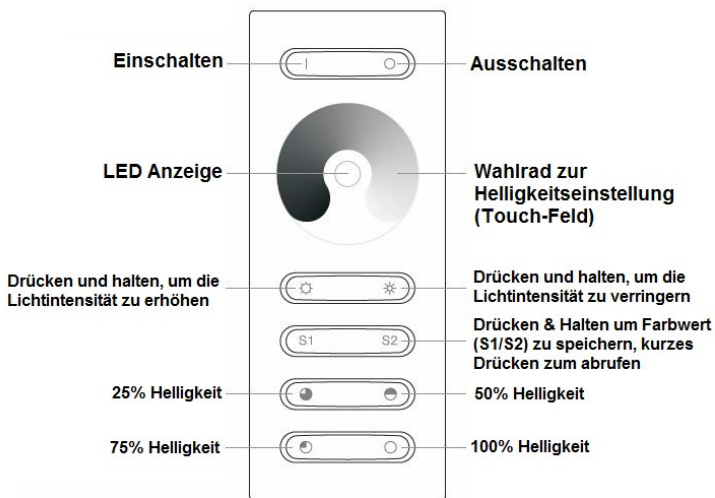 Einschalten
Ausschalten
LED Anzeige
Wahlrad zur
Helligkeitseinstellung
(Touch-Feld)
Drücken und halten, um die
Lichtintensität zu erhöhen
Drücken und halten, um die
Lichtintensität zu verringern
S1 S2
Drücken & Halten um Farbwert
(S1/S2) zu speichern, kurzes
Drücken zum abrufen
25% Helligkeit
50% Helligkeit
75% Helligkeit
100% Helligkeit